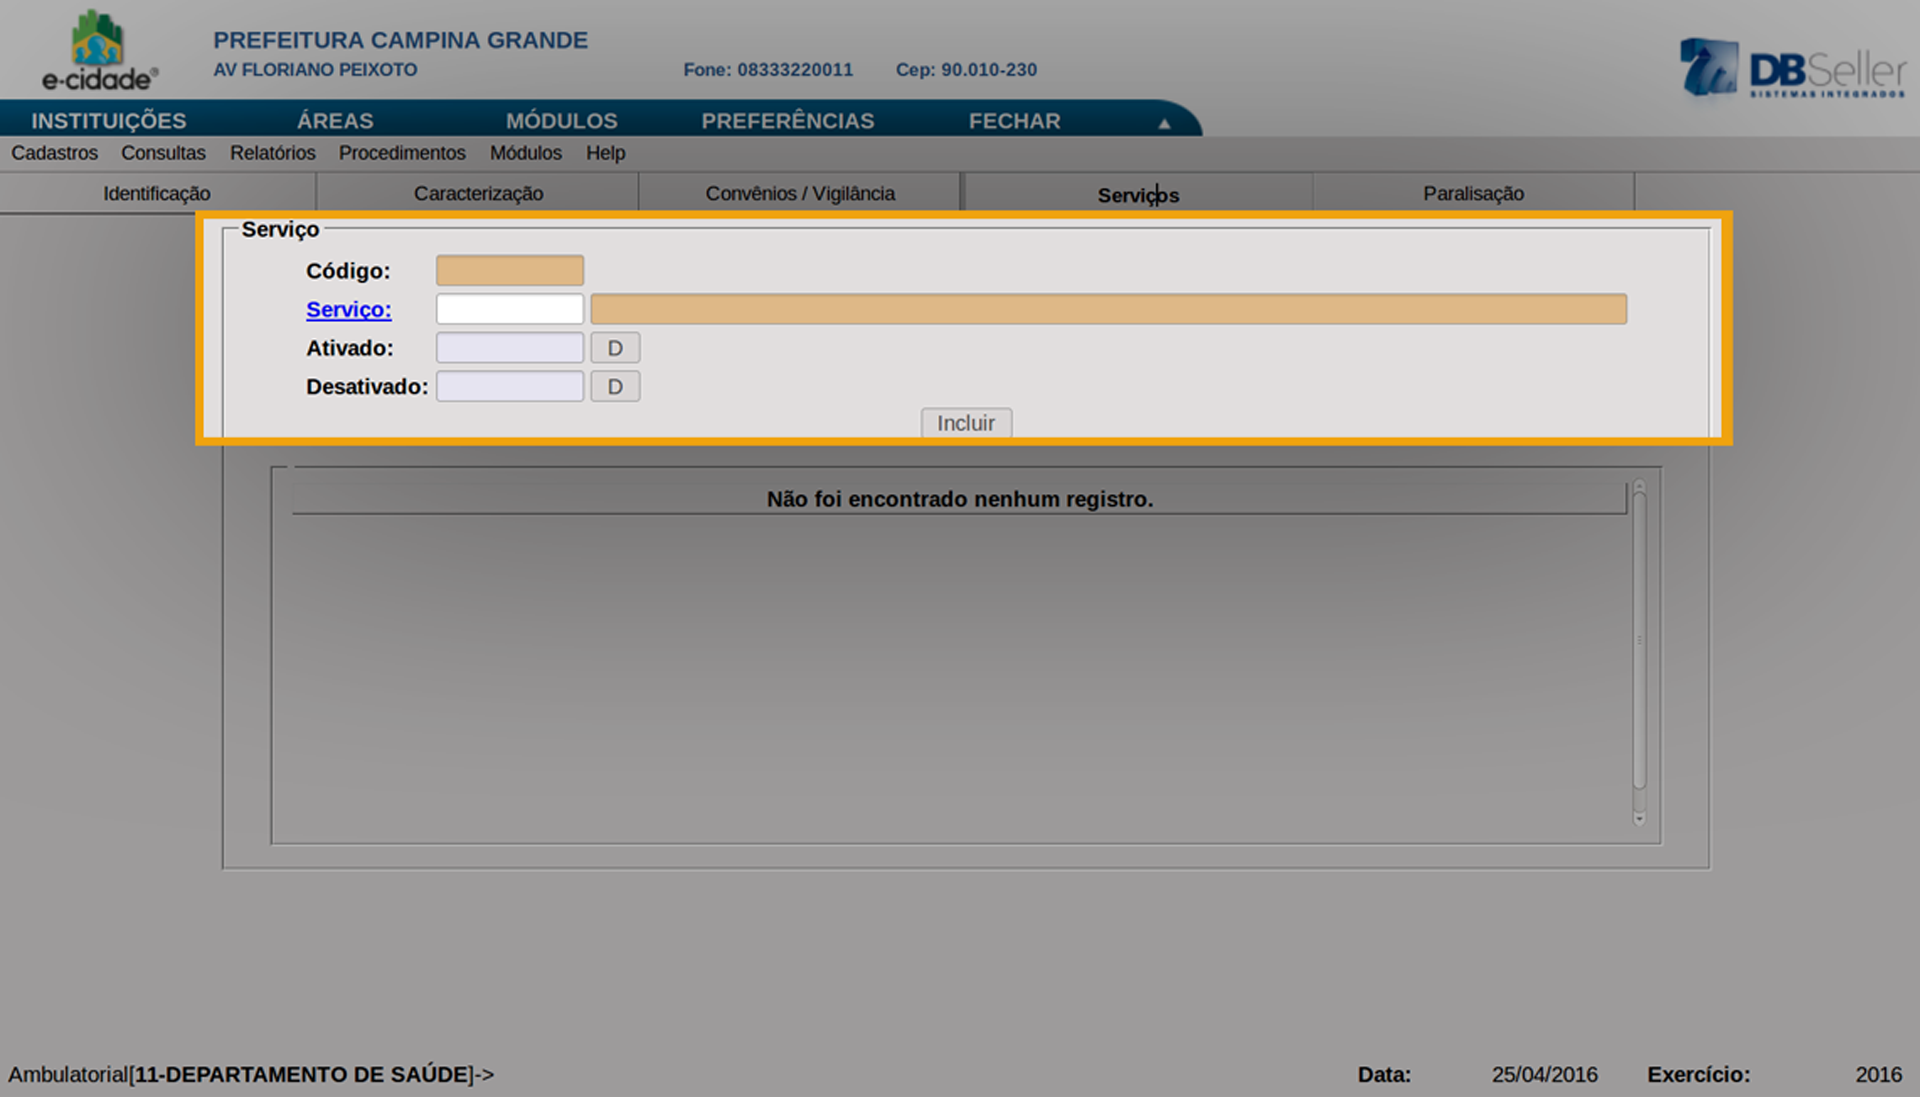 e-cidade®
PREFEITURA CAMPINA GRANDE
AV FLORIANO PEIXOTO Fone: 08333220011 Cep: 90.010-230
DBSeller
SISTEMAS INTEGRADOS
INSTITUIÇÕES ÁREAS MÓDULOS PREFERÊNCIAS FECHAR ▲
Cadastros Consultas Relatórios Procedimentos Módulos Help
Identificação Caracterização Convênios / Vigilância Serviços Paralisação
Serviço
Código:
Serviço:
Ativado: D
Desativado: D
Incluir
Não foi encontrado nenhum registro.
Ambulatorial[11-DEPARTAMENTO DE SAÚDE]-> Data: 25/04/2016 Exercício: 2016